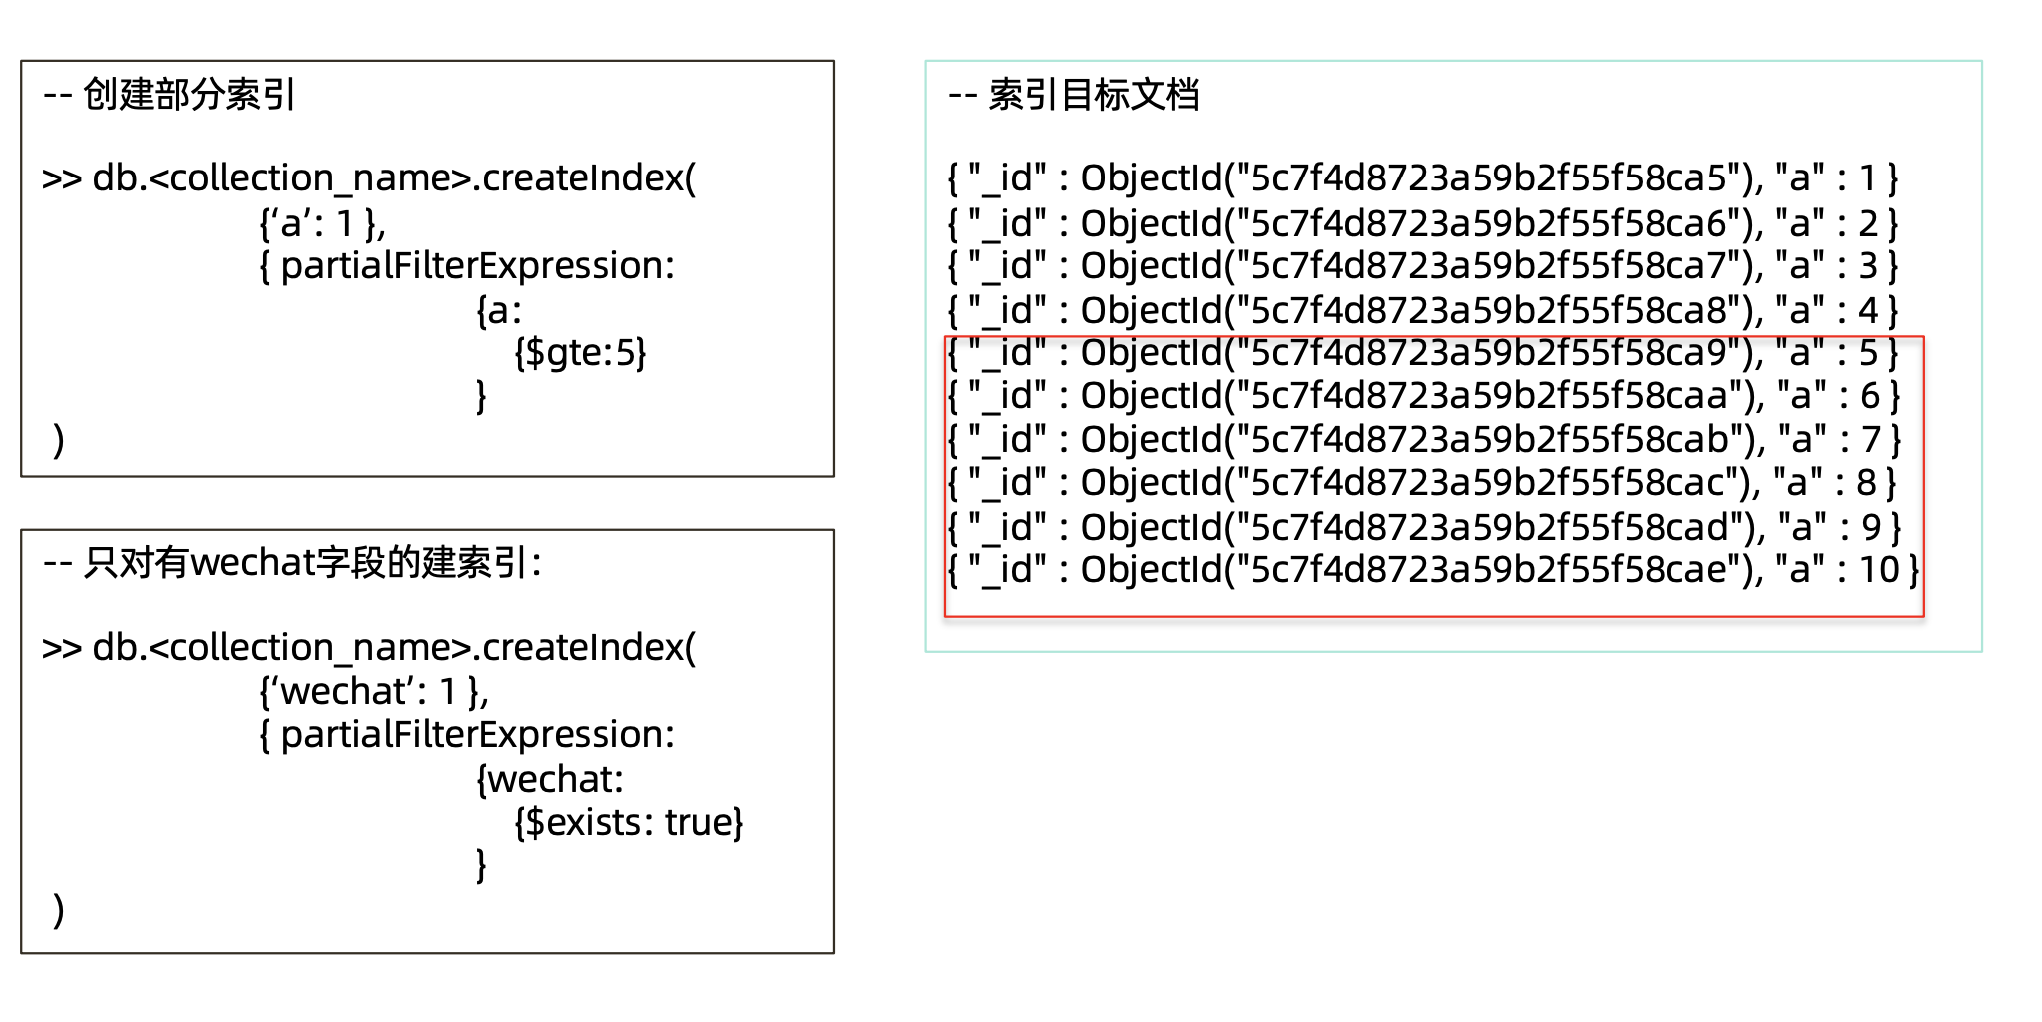 -- 创建部分索引
>> db.<collection_name>.createIndex(
{‘a’: 1 },
{ partialFilterExpression:
{a:
{$gte:5}
}
)
-- 只对有wechat字段的建索引：
>> db.<collection_name>.createIndex(
{‘wechat’: 1 },
{ partialFilterExpression:
{wechat:
{$exists: true}
}
)
-- 索引目标文档
{ "_id" : ObjectId("5c7f4d8723a59b2f55f58ca5"), "a" : 1 }
{ "_id" : ObjectId("5c7f4d8723a59b2f55f58ca6"), "a" : 2 }
{ "_id" : ObjectId("5c7f4d8723a59b2f55f58ca7"), "a" : 3 }
{ "_id" : ObjectId("5c7f4d8723a59b2f55f58ca8"), "a" : 4 }
{ "_id" : ObjectId("5c7f4d8723a59b2f55f58ca9"), "a" : 5 }
{ "_id" : ObjectId("5c7f4d8723a59b2f55f58caa"), "a" : 6 }
{ "_id" : ObjectId("5c7f4d8723a59b2f55f58cab"), "a" : 7 }
{ "_id" : ObjectId("5c7f4d8723a59b2f55f58cac"), "a" : 8 }
{ "_id" : ObjectId("5c7f4d8723a59b2f55f58cad"), "a" : 9 }
{ "_id" : ObjectId("5c7f4d8723a59b2f55f58cae"), "a" : 10 }